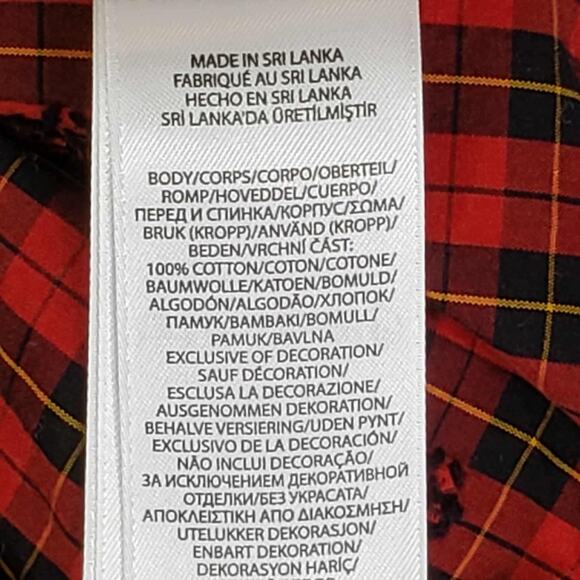 MADE IN SRI LANKA
FABRIQUÉ AU SRI LANKA
HECHO EN SRI LANKA
SRİ LANKA'DA ÜRETİLMİŞTİR
BODY/CORPS/CORPO/OBERTEIL/
ROMP/HOVEDDEL/CUERPO/
ПЕРЕД И СПИНКА/КОРПУС/ΣΩΜΑ/
BRUK (KROPP)/ANVÄND (KROPP)/
BEDEN/VRCHNÍ ČÁST:
100% COTTON/COTON/COTONE/
BAUMWOLLE/KATOEN/BOMULD/
ALGODÓN/ALGODÃO/ХЛОПОК/
ПАМУК/ΒΑΜΒΑΚΙ/BOMULL/
PAMUK/BAVLNA
EXCLUSIVE OF DECORATION/
SAUF DÉCORATION/
ESCLUSA LA DECORAZIONE/
AUSGENOMMEN DEKORATION/
BEHALVE VERSIERING/UDEN PYNT/
EXCLUSIVO DE LA DECORACIÓN/
NÃO INCLUI DECORAÇÃO/
ЗА ИСКЛЮЧЕНИЕМ ДЕКОРАТИВНОЙ
ОТДЕЛКИ/БЕЗ УКРАСАТА/
ΑΠΟΚΛΕΙΣΤΙΚΗ ΑΠΟ ΔΙΑΚΟΣΜΗΣΗ/
UTELUKKER DEKORASJON/
ENBART DEKORATION/
DEKORASYON HARİÇ/